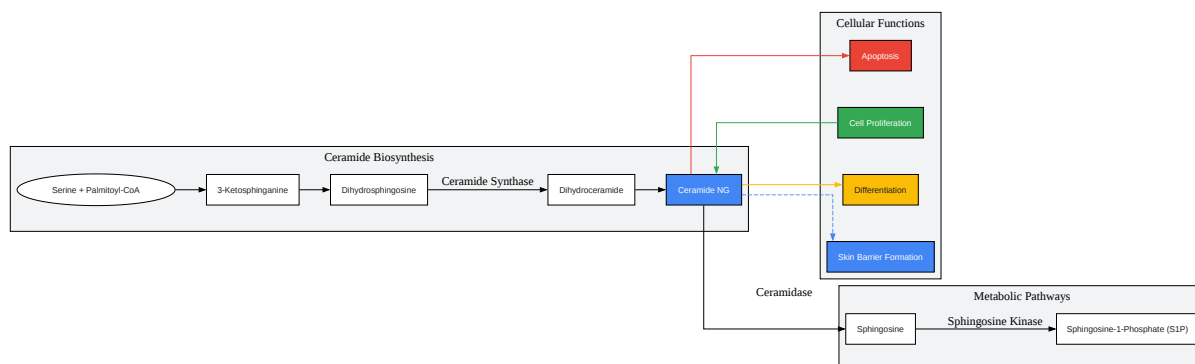 Cellular Functions
Apoptosis
Cell Proliferation
Ceramide Biosynthesis
Serine + Palmitoyl-CoA
3-Ketosphinganine
Dihydrosphingosine
Ceramide Synthase
Dihydroceramide
Ceramide NG
Differentiation
Skin Barrier Formation
Ceramidase
Metabolic Pathways
Sphingosine
Sphingosine Kinase
Sphingosine-1-Phosphate (S1P)